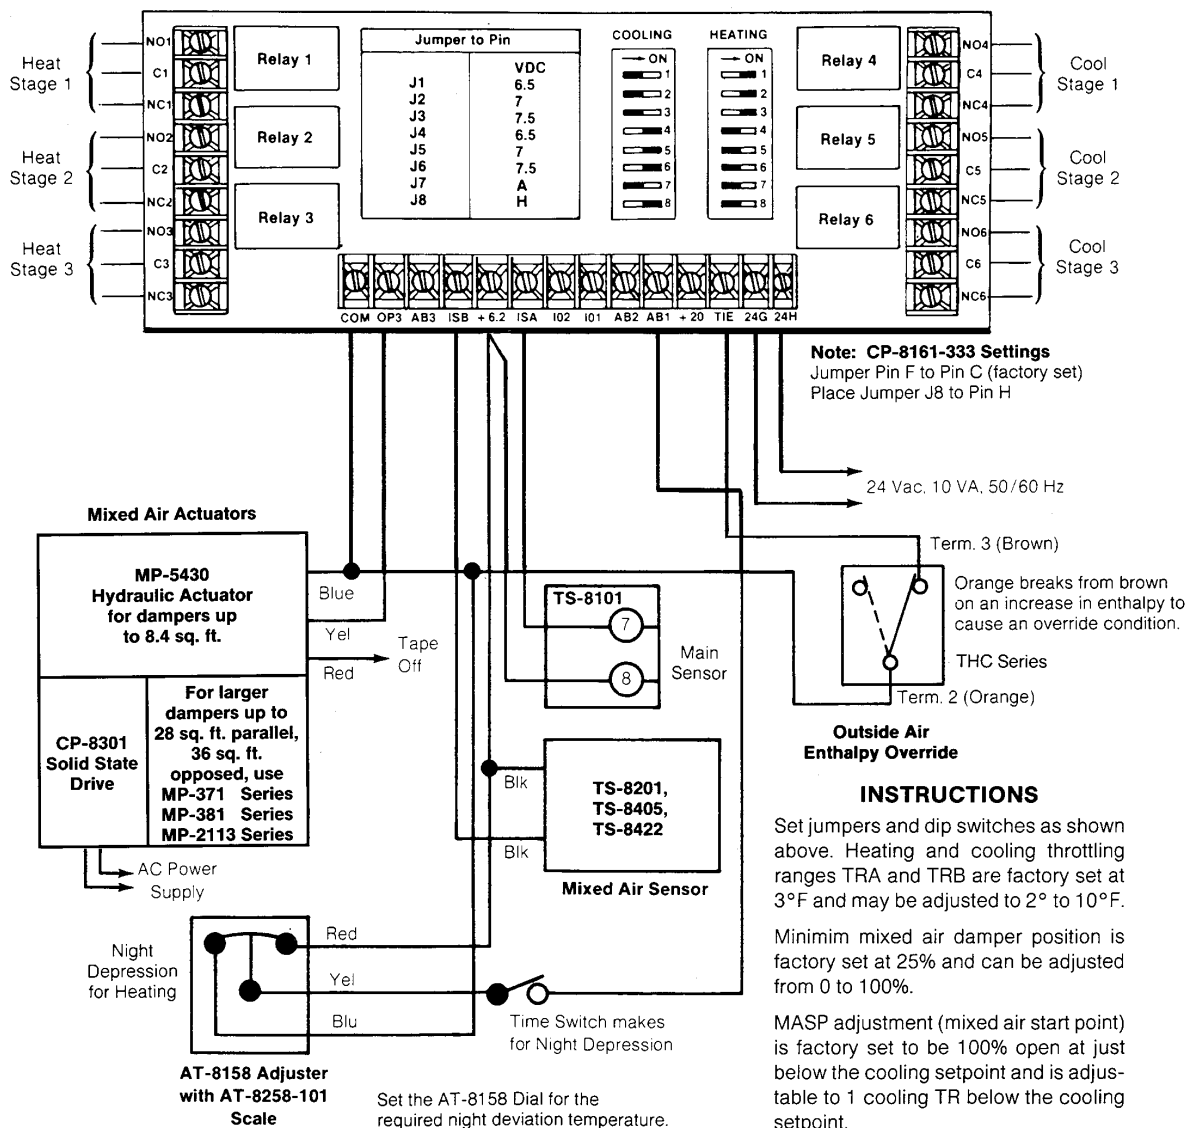 NO1
C1
NC1
NO2
C2
NC2
NO3
C3
NC3
Heat
Stage 1
Heat
Stage 2
Heat
Stage 3
Relay 1
Relay 2
Relay 3
Jumper to Pin
VDC
J1 6.5
J2 7
J3 7.5
J4 6.5
J5 7
J6 7.5
J7 A
J8 H
COOLING
→ ON
1
2
3
4
5
6
7
8
HEATING
→ ON
1
2
3
4
5
6
7
8
Relay 4
Relay 5
Relay 6
NO4
C4
NC4
NO5
C5
NC5
NO6
C6
NC6
Cool
Stage 1
Cool
Stage 2
Cool
Stage 3
COM OP3 AB3 ISB + 6.2 ISA I02 I01 AB2 AB1 + 20 TIE 24G 24H
Note: CP-8161-333 Settings
Jumper Pin F to Pin C (factory set)
Place Jumper J8 to Pin H
24 Vac, 10 VA, 50/60 Hz
Mixed Air Actuators
MP-5430
Hydraulic Actuator
for dampers up
to 8.4 sq. ft.
Blue
Yel
Red
Tape
Off
CP-8301
Solid State
Drive
For larger
dampers up to
28 sq. ft. parallel,
36 sq. ft.
opposed, use
MP-371 Series
MP-381 Series
MP-2113 Series
AC Power
Supply
TS-8101
7
8
Main
Sensor
Term. 3 (Brown)
Orange breaks from brown
on an increase in enthalpy to
cause an override condition.
THC Series
Term. 2 (Orange)
Outside Air
Enthalpy Override
Blk
Blk
TS-8201,
TS-8405,
TS-8422
Mixed Air Sensor
Night
Depression
for Heating
Red
Yel
Blu
Time Switch makes
for Night Depression
AT-8158 Adjuster
with AT-8258-101
Scale
Set the AT-8158 Dial for the
required night deviation temperature.
INSTRUCTIONS
Set jumpers and dip switches as shown
above. Heating and cooling throttling
ranges TRA and TRB are factory set at
3°F and may be adjusted to 2° to 10°F.
Minimim mixed air damper position is
factory set at 25% and can be adjusted
from 0 to 100%.
MASP adjustment (mixed air start point)
is factory set to be 100% open at just
below the cooling setpoint and is adjus-
table to 1 cooling TR below the cooling
setpoint.